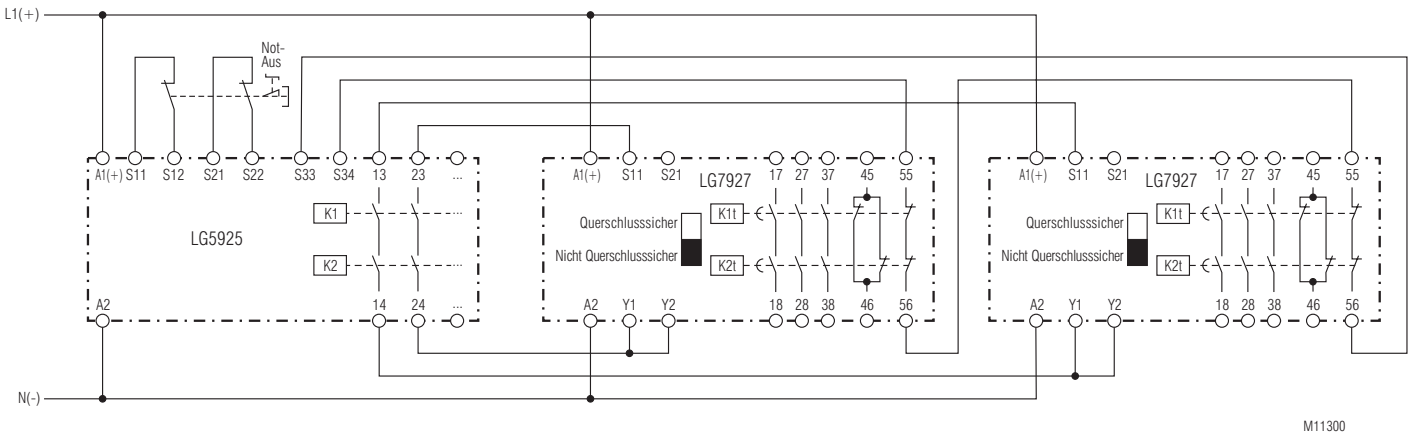 L1(+)
Not-
Aus
A1(+) S11 S12 S21 S22 S33 S34 13 23 ...
A1(+) S11 S21 17 27 37 45 55
A1(+) S11 S21 17 27 37 45 55
LG7927
LG7927
K1 ...
Querschlusssicher
K1t
Querschlusssicher
K1t
LG5925
Nicht Querschlusssicher
Nicht Querschlusssicher
K2 ...
K2t
K2t
A2 14 24 ...
A2 Y1 Y2 18 28 38 46 56
A2 Y1 Y2 18 28 38 46 56
N(-)
M11300